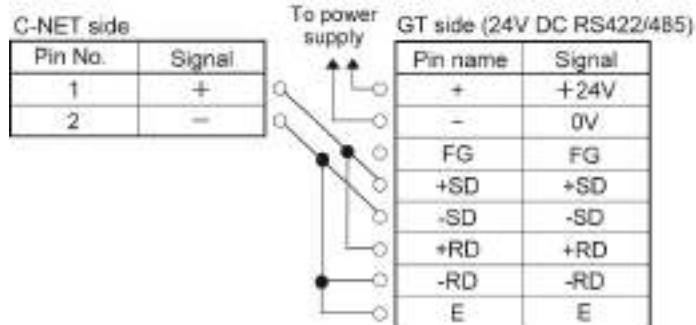 C-NET side
Pin No. Signal
1 +
2 −
To power
supply
GT side (24V DC RS422/485)
Pin name Signal
+ +24V
− 0V
FG FG
+SD +SD
-SD -SD
+RD +RD
-RD -RD
E E